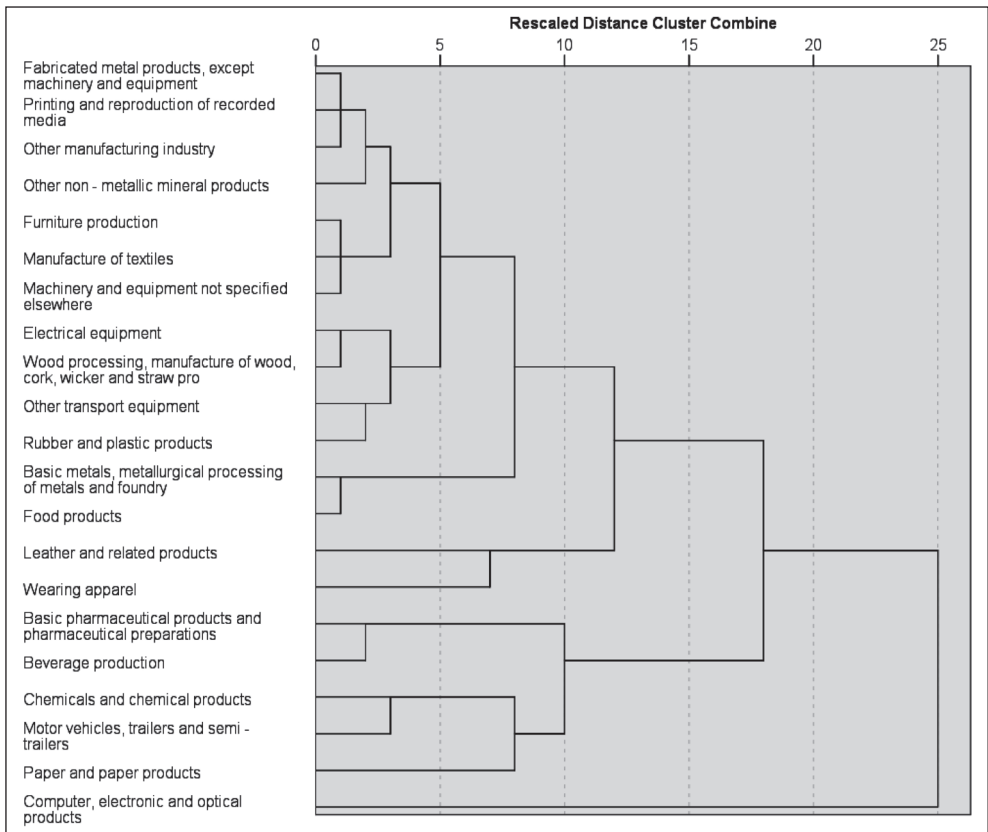 Rescaled Distance Cluster Combine
0 5 10 15 20 25
Fabricated metal products, except
machinery and equipment
Printing and reproduction of recorded
media
Other manufacturing industry
Other non - metallic mineral products
Furniture production
Manufacture of textiles
Machinery and equipment not specified
elsewhere
Electrical equipment
Wood processing, manufacture of wood,
cork, wicker and straw pro
Other transport equipment
Rubber and plastic products
Basic metals, metallurgical processing
of metals and foundry
Food products
Leather and related products
Wearing apparel
Basic pharmaceutical products and
pharmaceutical preparations
Beverage production
Chemicals and chemical products
Motor vehicles, trailers and semi -
trailers
Paper and paper products
Computer, electronic and optical
products